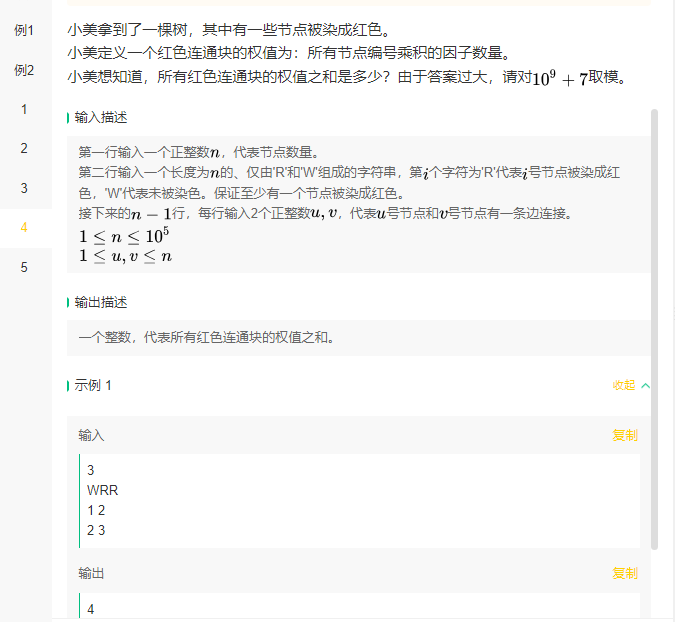 例1
例2
1
2
3
4
5
小美拿到了一棵树，其中有一些节点被染成红色。
小美定义一个红色连通块的权值为：所有节点编号乘积的因子数量。
小美想知道，所有红色连通块的权值之和是多少？由于答案过大，请对10⁹ + 7取模。
输入描述
第一行输入一个正整数n，代表节点数量。
第二行输入一个长度为n的、仅由'R'和'W'组成的字符串，第i个字符为'R'代表i号节点被染成红
色，'W'代表未被染色。保证至少有一个节点被染成红色。
接下来的n − 1行，每行输入2个正整数u, v，代表u号节点和v号节点有一条边连接。
1 ≤ n ≤ 10⁵
1 ≤ u, v ≤ n
输出描述
一个整数，代表所有红色连通块的权值之和。
示例 1
收起
输入
复制
3
WRR
1 2
2 3
输出
复制
4